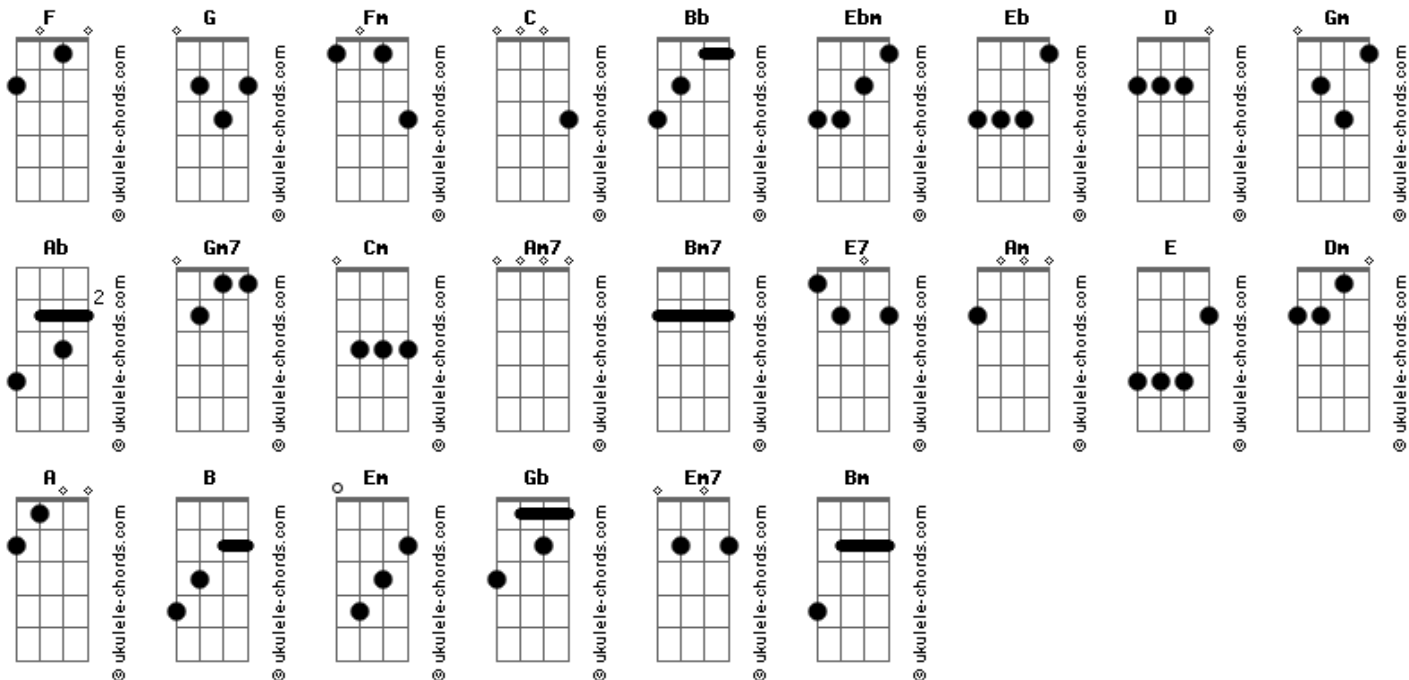 F G Fm C Bb Ebm Eb D Gm
© ukulele-chords.com © ukulele-chords.com © ukulele-chords.com © ukulele-chords.com © ukulele-chords.com © ukulele-chords.com © ukulele-chords.com © ukulele-chords.com © ukulele-chords.com
Ab Gm7 Cm Am7 Bm7 E7 Am E Dm
2
© ukulele-chords.com © ukulele-chords.com © ukulele-chords.com © ukulele-chords.com © ukulele-chords.com © ukulele-chords.com © ukulele-chords.com © ukulele-chords.com © ukulele-chords.com
A B Em Gb Em7 Bm
© ukulele-chords.com © ukulele-chords.com © ukulele-chords.com © ukulele-chords.com © ukulele-chords.com © ukulele-chords.com